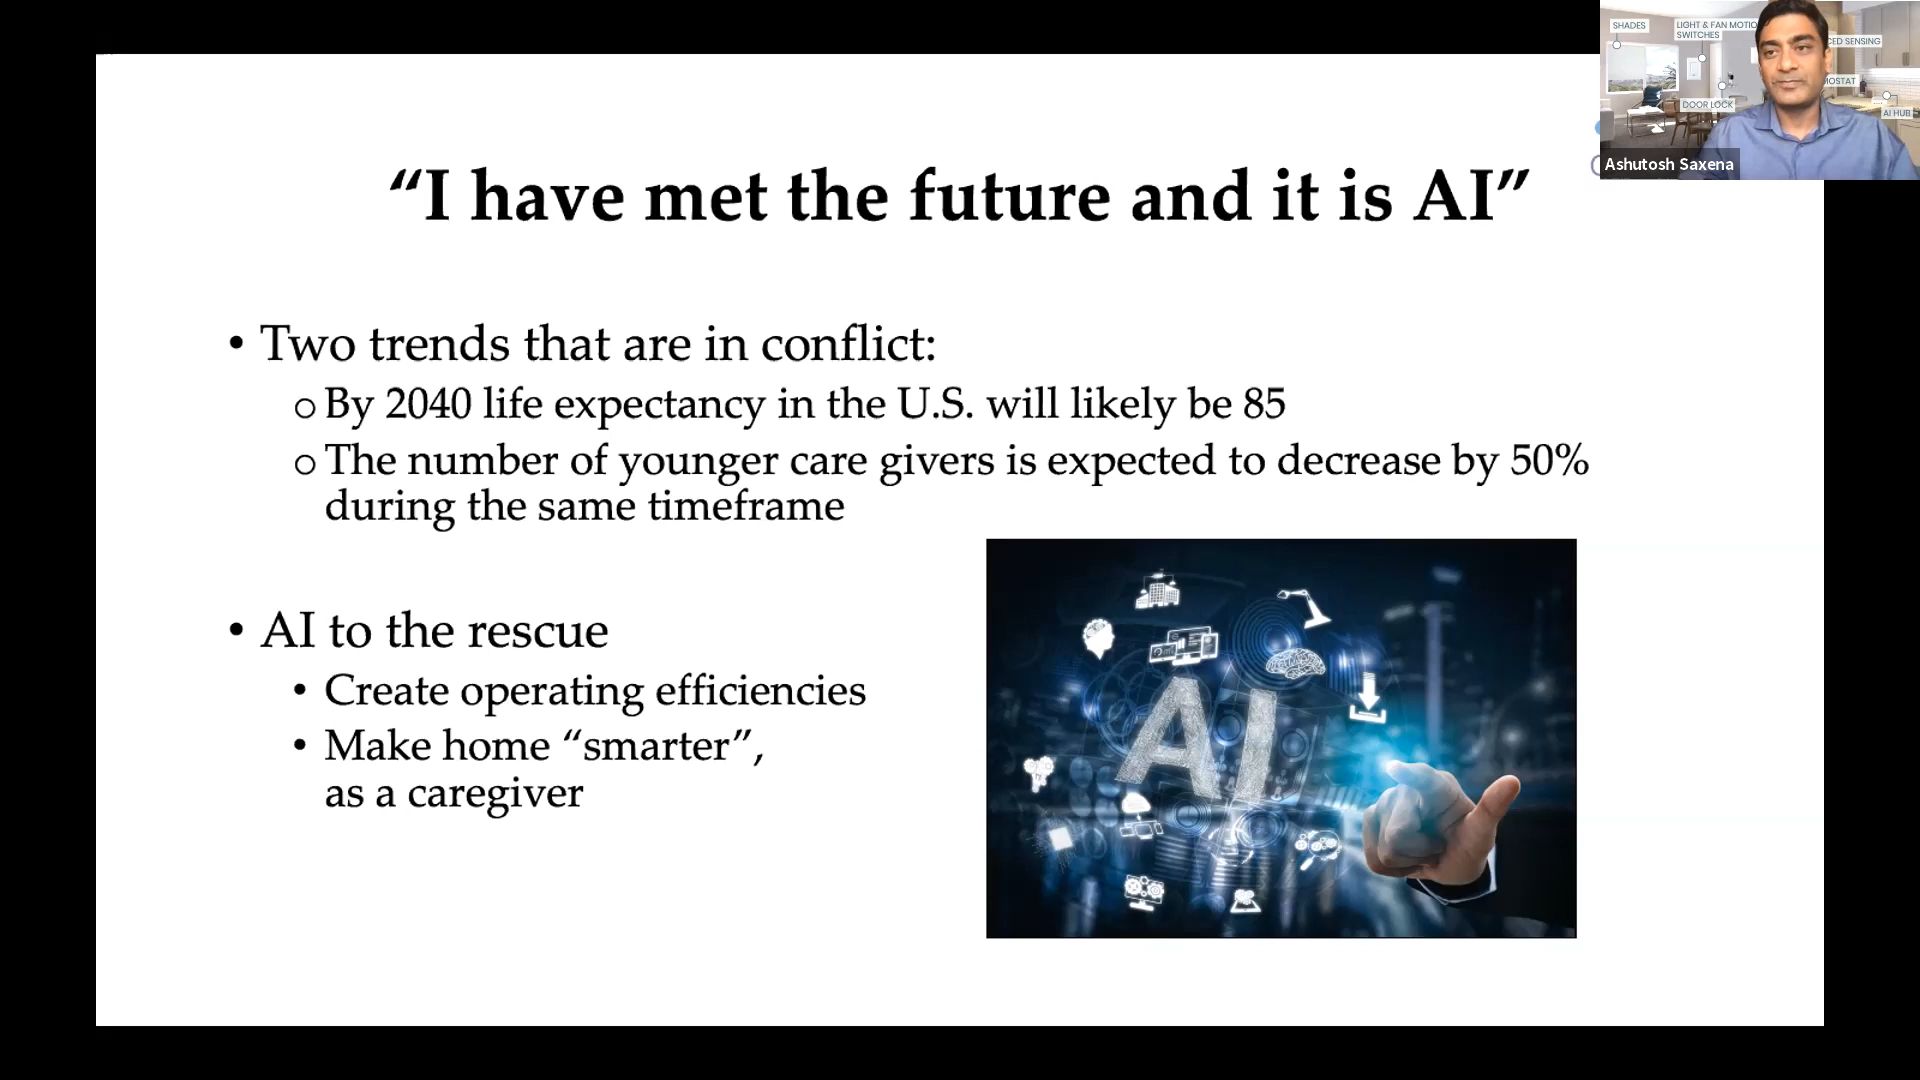 “I have met the future and it is AI”
• Two trends that are in conflict:
o By 2040 life expectancy in the U.S. will likely be 85
o The number of younger care givers is expected to decrease by 50%
during the same timeframe
• AI to the rescue
• Create operating efficiencies
• Make home “smarter”,
as a caregiver
AI
SHADES
LIGHT & FAN MOTIO
SWITCHES
CED SENSING
MOSTAT
DOOR LOCK
AI HUB
Ashutosh Saxena